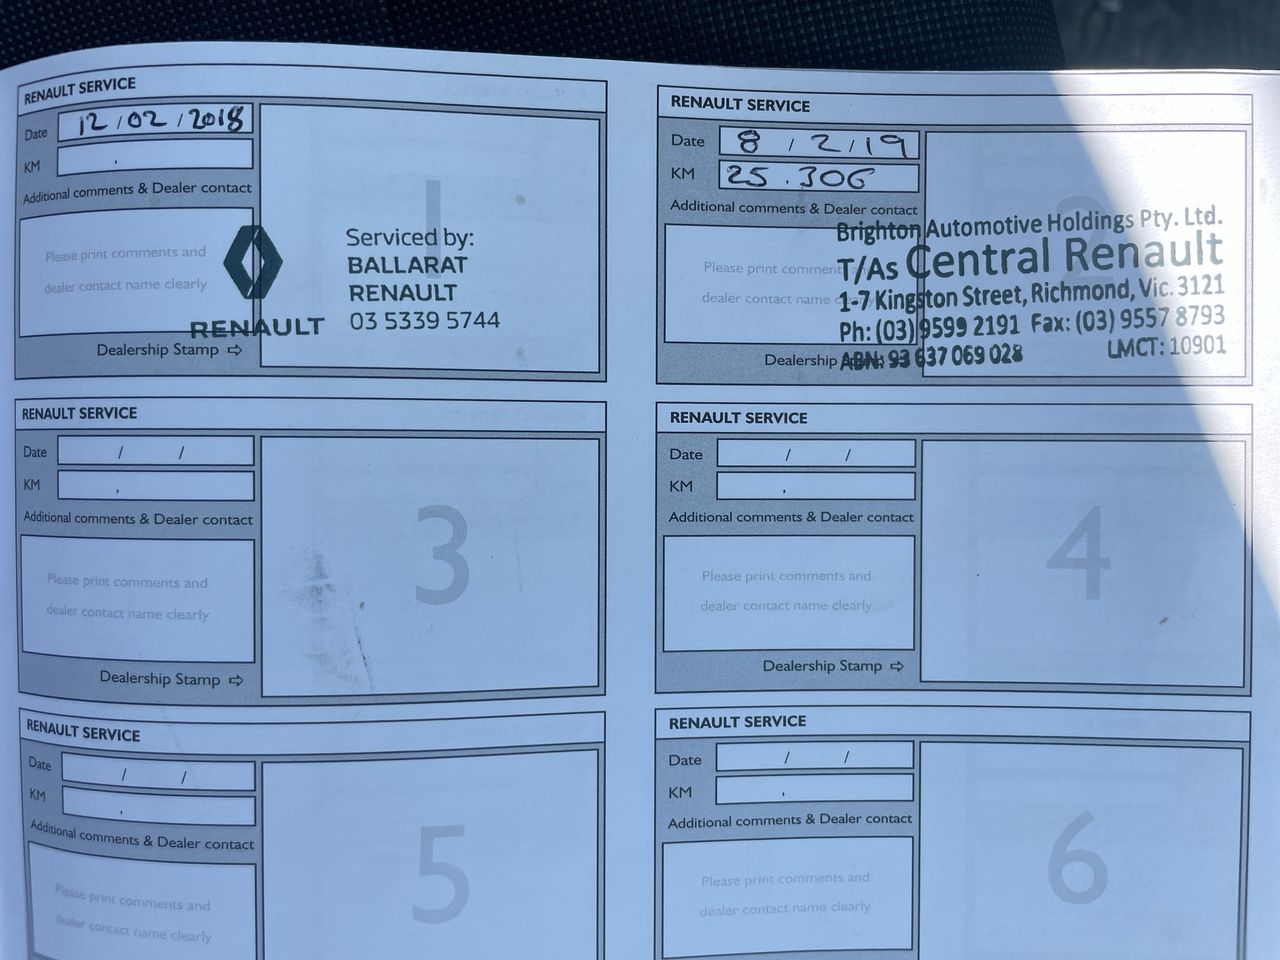 RENAULT SERVICE
Date 12/02/2018
KM ,
Additional comments & Dealer contact
Please print comments and
dealer contact name clearly
Dealership Stamp ⇨
1
RENAULT
Serviced by:
BALLARAT
RENAULT
03 5339 5744
RENAULT SERVICE
Date 8/2/19
KM 25.306
Additional comments & Dealer contact
Please print comments and
dealer contact name
Dealership
2
Brighton Automotive Holdings Pty. Ltd.
T/As Central Renault
1-7 Kingston Street, Richmond, Vic. 3121
Ph: (03) 9599 2191 Fax: (03) 9557 8793
ABN: 93 637 069 028 LMCT: 10901
RENAULT SERVICE
Date / /
KM ,
Additional comments & Dealer contact
Please print comments and
dealer contact name clearly
Dealership Stamp ⇨
3
RENAULT SERVICE
Date / /
KM ,
Additional comments & Dealer contact
Please print comments and
dealer contact name clearly
Dealership Stamp ⇨
4
RENAULT SERVICE
Date / /
KM ,
Additional comments & Dealer contact
Please print comments and
dealer contact name clearly
5
RENAULT SERVICE
Date / /
KM ,
Additional comments & Dealer contact
Please print comments and
dealer contact name clearly
6